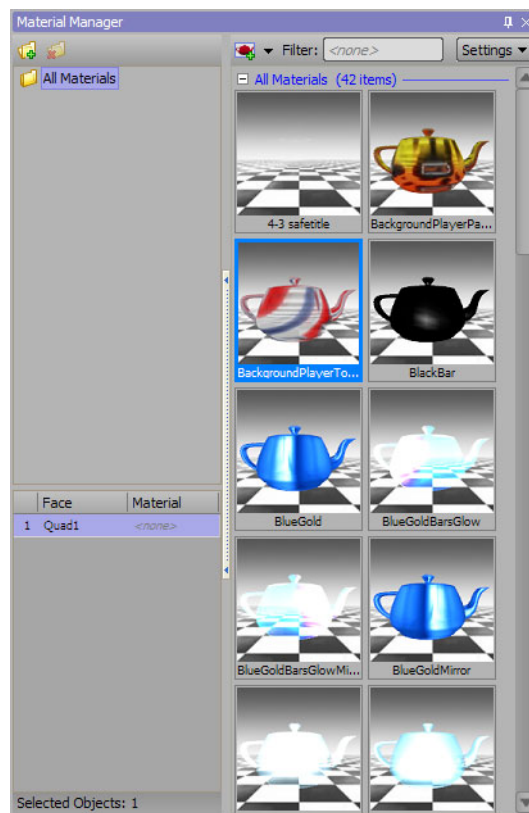 Material Manager
Filter: <none> Settings
All Materials
All Materials (42 items)
4-3 safetitle
BackgroundPlayerPa...
BackgroundPlayerTo...
BlackBar
BlueGold
BlueGoldBarsGlow
BlueGoldBarsGlowMi...
BlueGoldMirror
Face Material
1 Quad1 <none>
Selected Objects: 1